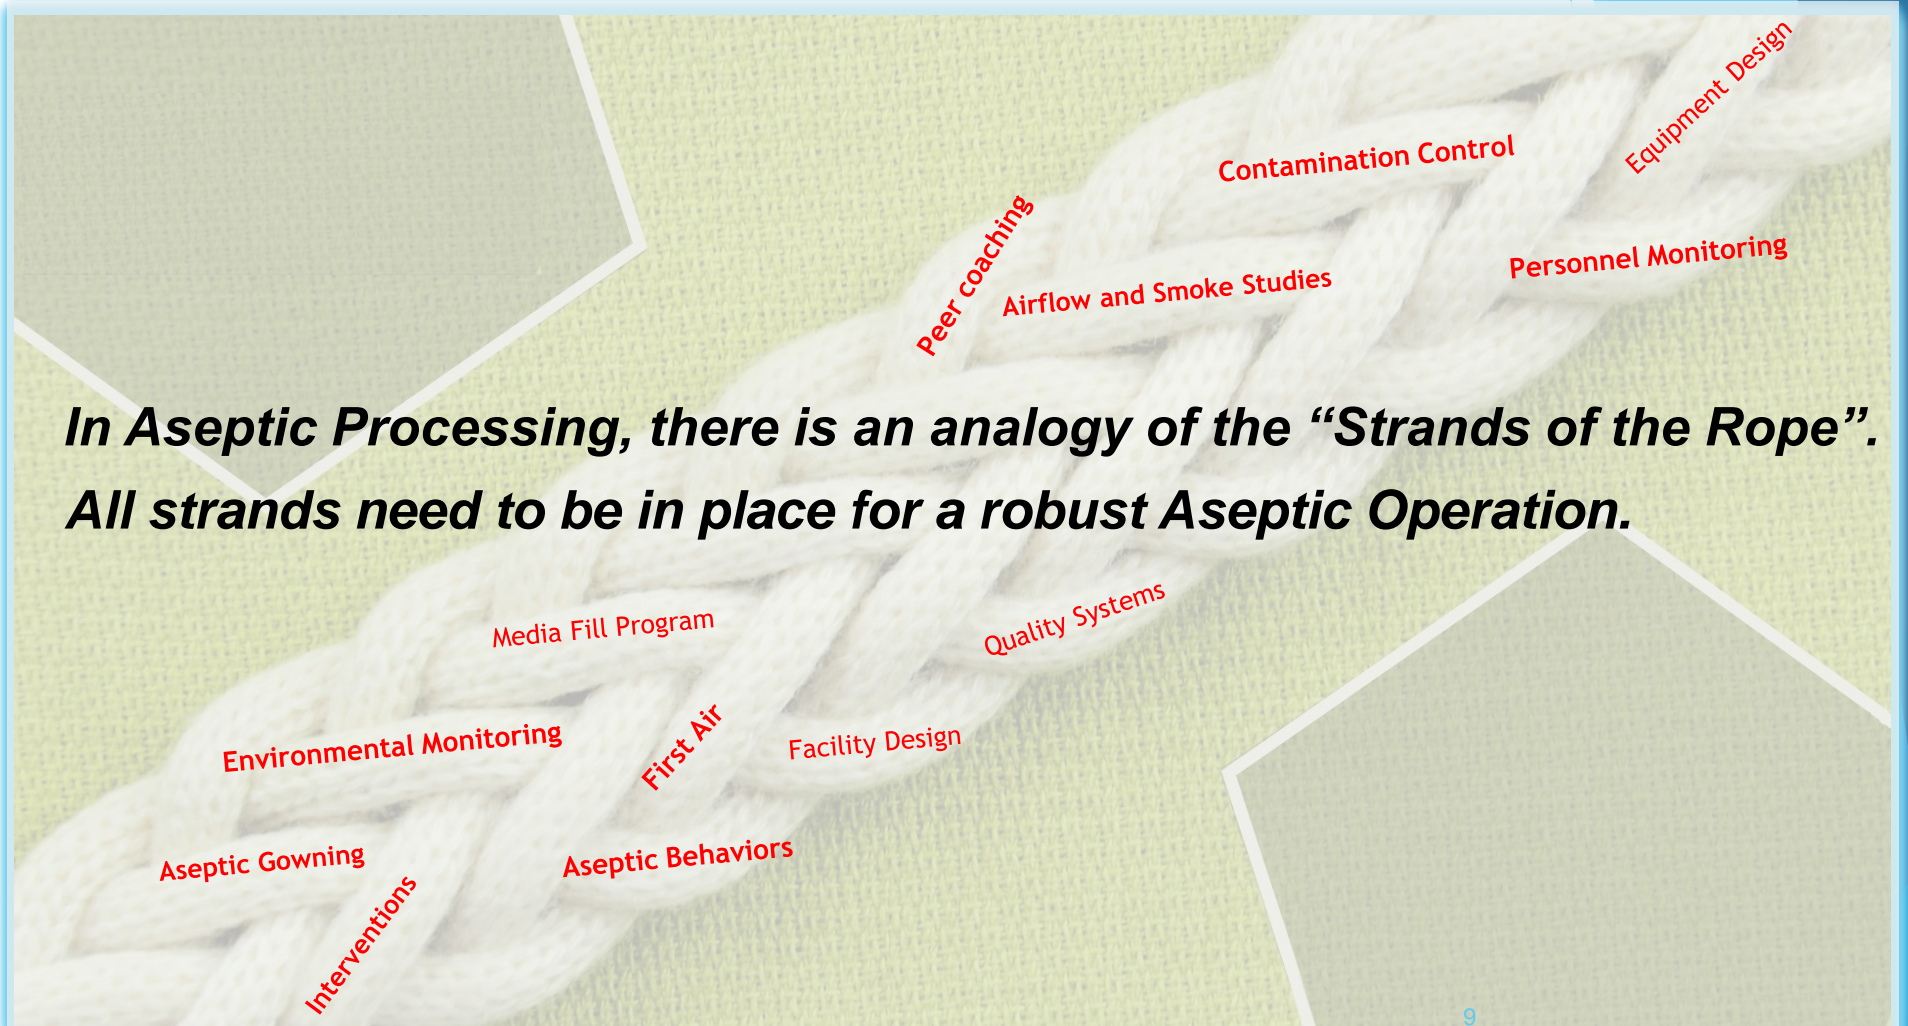 Equipment Design
Contamination Control
Peer coaching
Personnel Monitoring
Airflow and Smoke Studies
In Aseptic Processing, there is an analogy of the “Strands of the Rope”.
All strands need to be in place for a robust Aseptic Operation.
Media Fill Program
Quality Systems
Environmental Monitoring
First Air
Facility Design
Aseptic Gowning
Aseptic Behaviors
Interventions
9